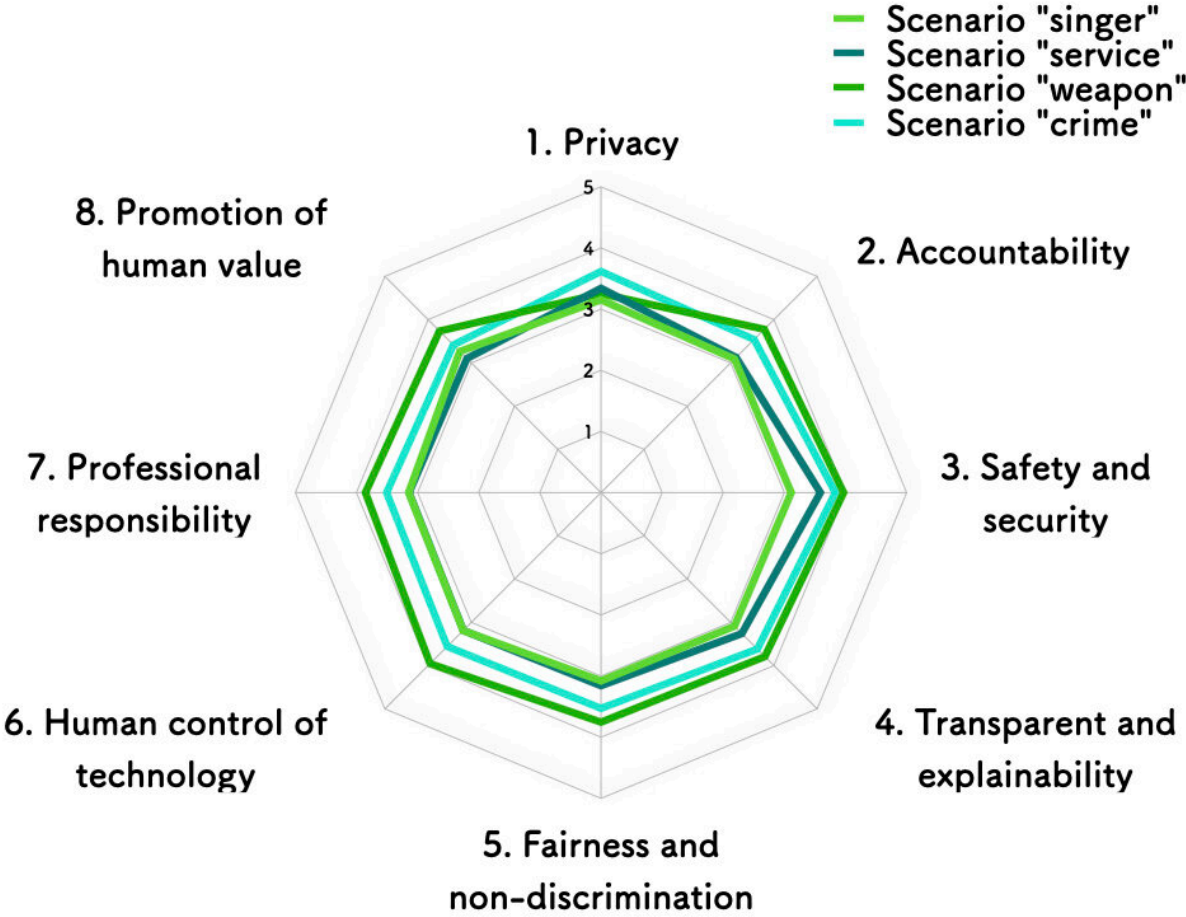 Scenario "singer"
Scenario "service"
Scenario "weapon"
Scenario "crime"
1. Privacy
8. Promotion of
human value
2. Accountability
5
4
3
2
1
7. Professional
responsibility
3. Safety and
security
6. Human control of
technology
4. Transparent and
explainability
5. Fairness and
non-discrimination